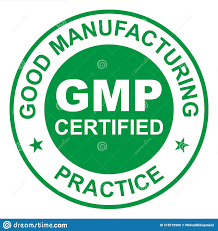 GOOD MANUFACTURING
GMP
CERTIFIED
PRACTICE
dreamstime.com